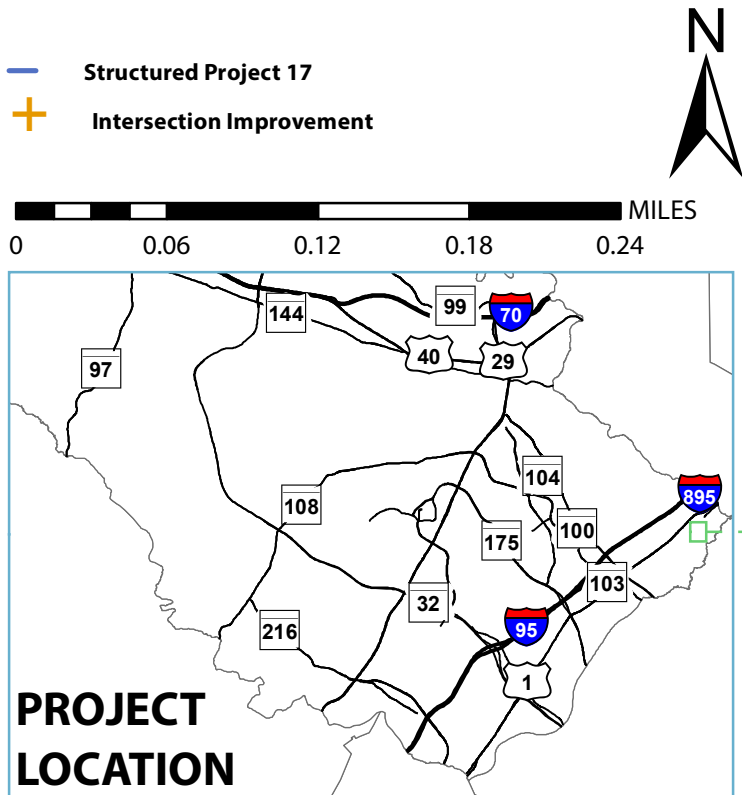 N
Structured Project 17
Intersection Improvement
MILES
0 0.06 0.12 0.18 0.24
99
144
70
40
29
97
104
895
108
100
175
103
32
95
216
1
PROJECT
LOCATION